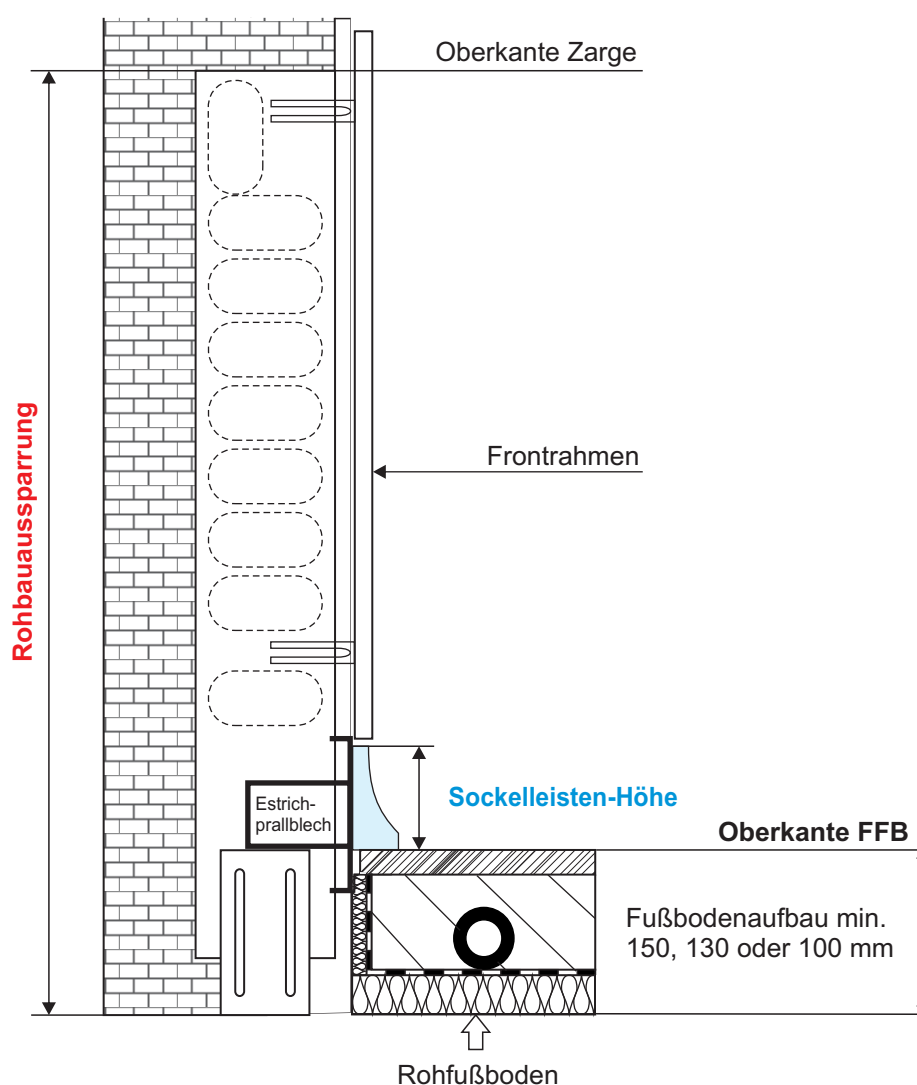 Oberkante Zarge
Rohbauaussparrung
Frontrahmen
Sockelleisten-Höhe
Estrich-
prallblech
Oberkante FFB
Fußbodenaufbau min.
150, 130 oder 100 mm
Rohfußboden